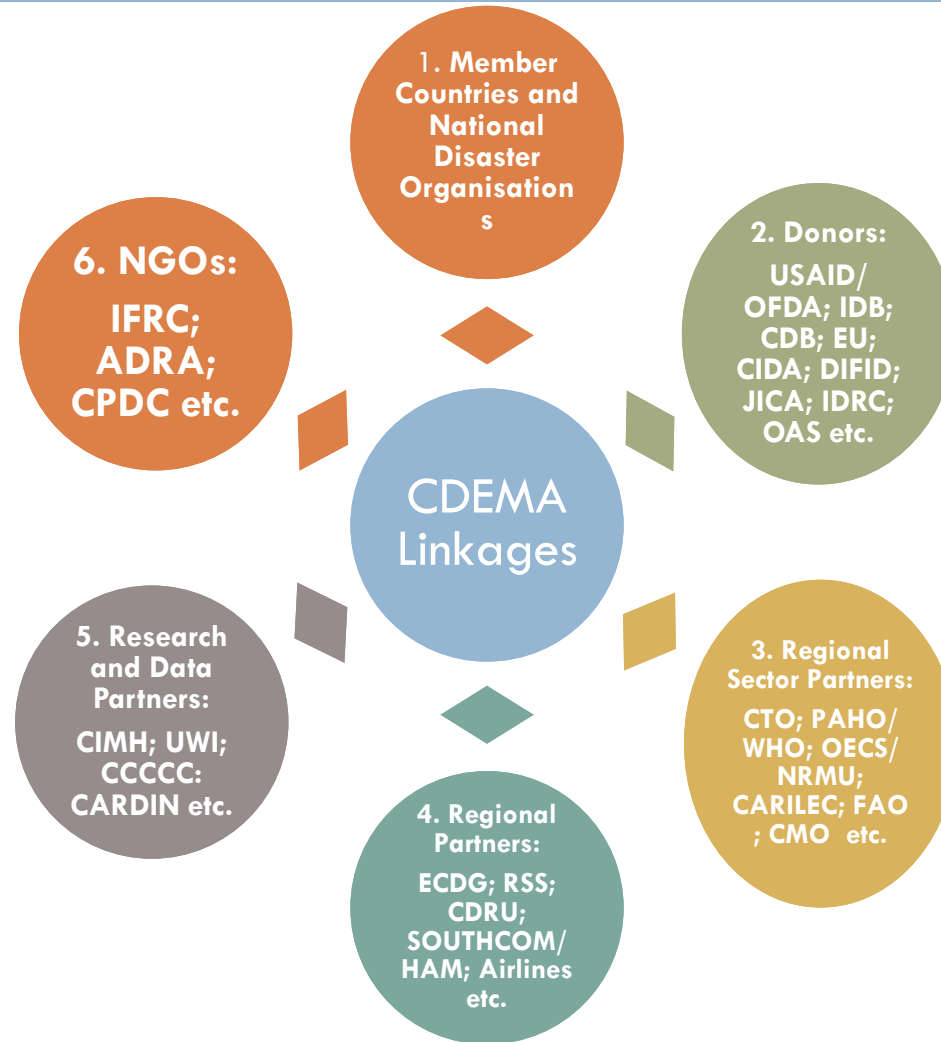 1. Member
Countries and
National
Disaster
Organisation
s
2. Donors:
USAID/
OFDA; IDB;
CDB; EU;
CIDA; DIFID;
JICA; IDRC;
OAS etc.
3. Regional
Sector Partners:
CTO; PAHO/
WHO; OECS/
NRMU;
CARILEC; FAO
; CMO etc.
4. Regional
Partners:
ECDG; RSS;
CDRU;
SOUTHCOM/
HAM; Airlines
etc.
5. Research
and Data
Partners:
CIMH; UWI;
CCCCC:
CARDIN etc.
6. NGOs:
IFRC;
ADRA;
CPDC etc.
CDEMA
Linkages